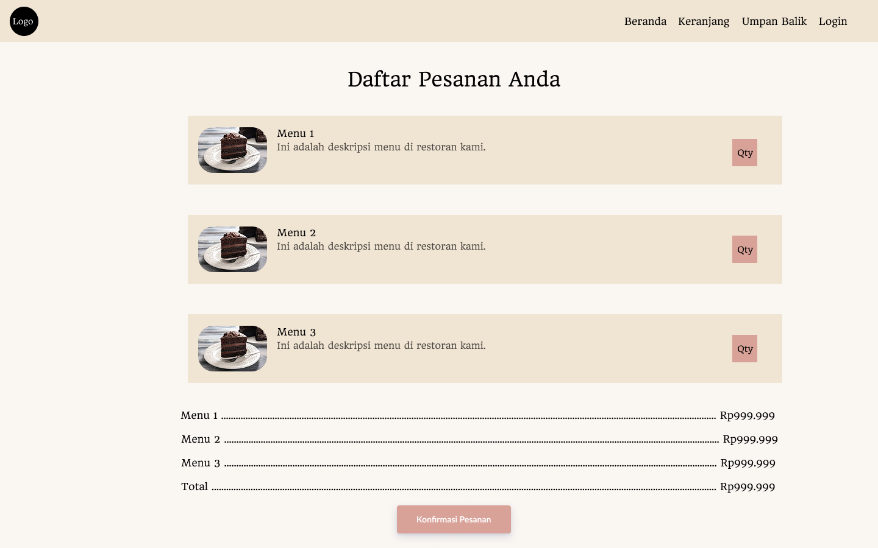 Logo
Beranda Keranjang Umpan Balik Login
Daftar Pesanan Anda
Menu 1
Ini adalah deskripsi menu di restoran kami.
Qty
Menu 2
Ini adalah deskripsi menu di restoran kami.
Qty
Menu 3
Ini adalah deskripsi menu di restoran kami.
Qty
Menu 1 ........ Rp999.999
Menu 2 ........ Rp999.999
Menu 3 ........ Rp999.999
Total ........ Rp999.999
Konfirmasi Pesanan